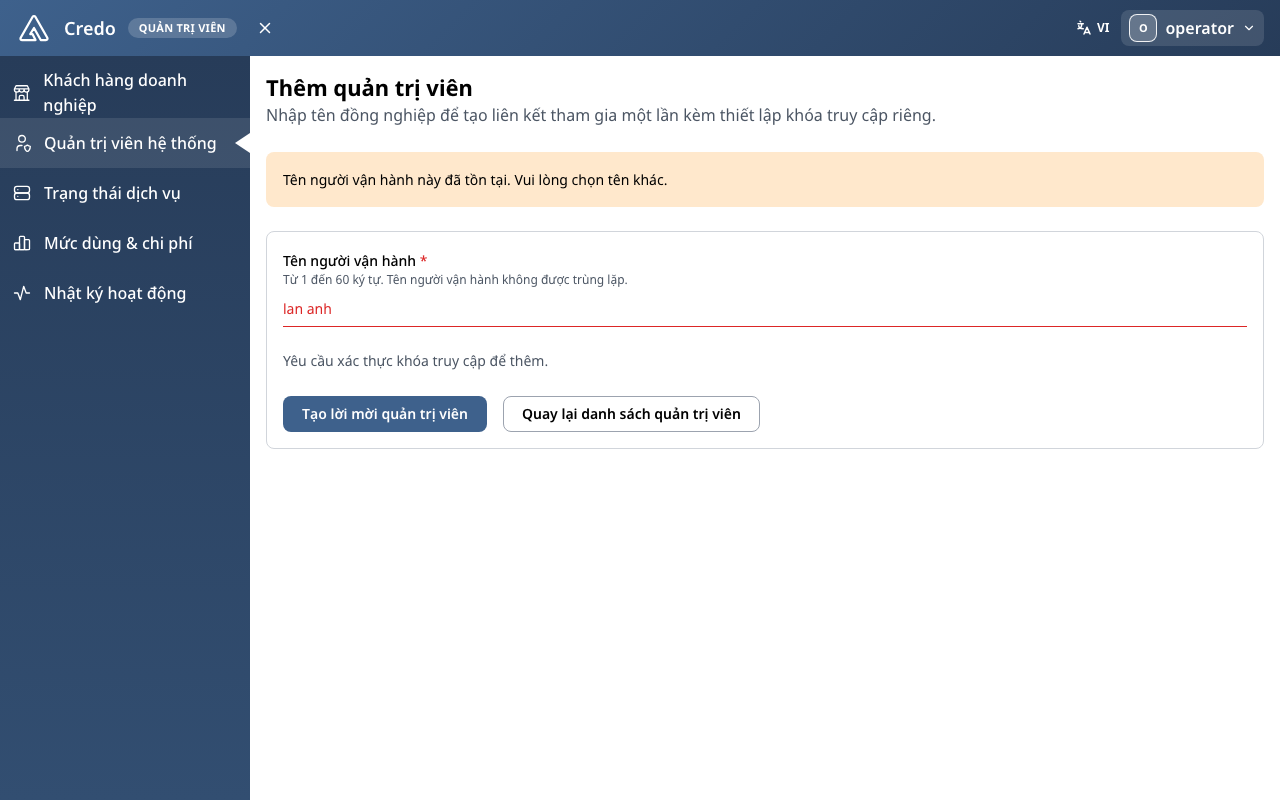 Credo
QUẢN TRỊ VIÊN
VI
O
operator
Khách hàng doanh
nghiệp
Quản trị viên hệ thống
Trạng thái dịch vụ
Mức dùng & chi phí
Nhật ký hoạt động
Thêm quản trị viên
Nhập tên đồng nghiệp để tạo liên kết tham gia một lần kèm thiết lập khóa truy cập riêng.
Tên người vận hành này đã tồn tại. Vui lòng chọn tên khác.
Tên người vận hành *
Từ 1 đến 60 ký tự. Tên người vận hành không được trùng lặp.
lan anh
Yêu cầu xác thực khóa truy cập để thêm.
Tạo lời mời quản trị viên
Quay lại danh sách quản trị viên